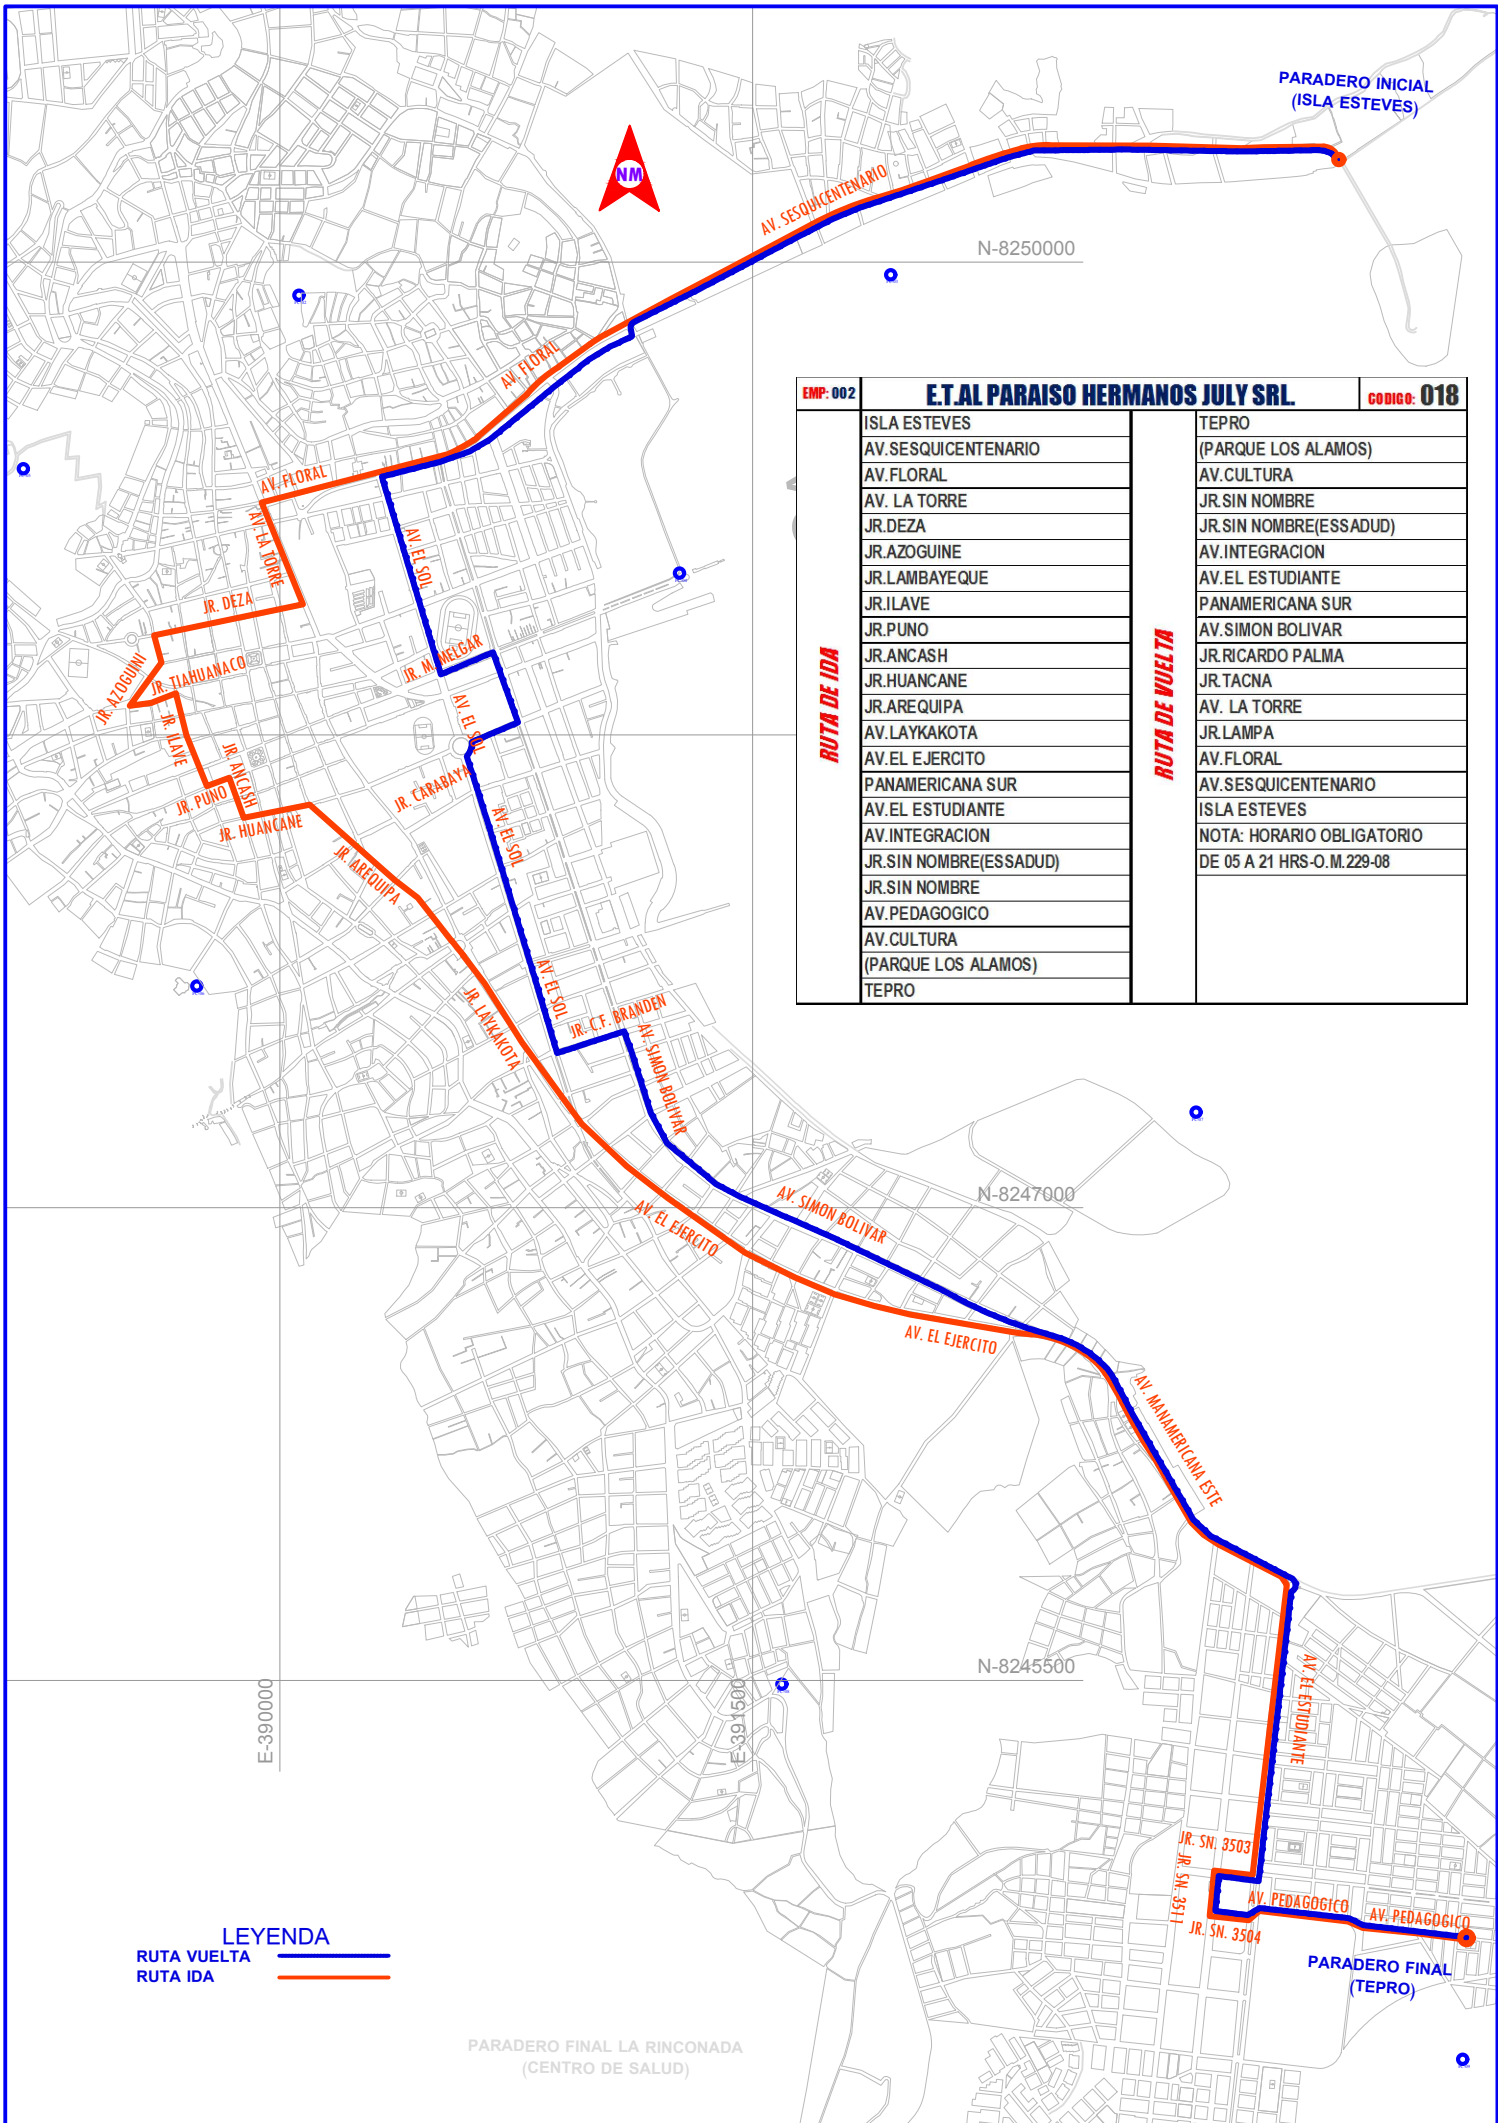 PARADERO INICIAL
(ISLA ESTEVES)
NM
AV. SESQUICENTENARIO
N-8250000
AV. FLORAL
EMP: 002
E.T.AL PARAISO HERMANOS JULY SRL.
CODIGO: 018
RUTA DE IDA
ISLA ESTEVES
AV.SESQUICENTENARIO
AV.FLORAL
AV. LA TORRE
JR.DEZA
JR.AZOGUINE
JR.LAMBAYEQUE
JR.ILAVE
JR.PUNO
JR.ANCASH
JR.HUANCANE
JR.AREQUIPA
AV.LAYKAKOTA
AV.EL EJERCITO
PANAMERICANA SUR
AV.EL ESTUDIANTE
AV.INTEGRACION
JR.SIN NOMBRE(ESSADUD)
JR.SIN NOMBRE
AV.PEDAGOGICO
AV.CULTURA
(PARQUE LOS ALAMOS)
TEPRO
RUTA DE VUELTA
TEPRO
(PARQUE LOS ALAMOS)
AV.CULTURA
JR.SIN NOMBRE
JR.SIN NOMBRE(ESSADUD)
AV.INTEGRACION
AV.EL ESTUDIANTE
PANAMERICANA SUR
AV.SIMON BOLIVAR
JR.RICARDO PALMA
JR.TACNA
AV. LA TORRE
JR.LAMPA
AV.FLORAL
AV.SESQUICENTENARIO
ISLA ESTEVES
NOTA: HORARIO OBLIGATORIO
DE 05 A 21 HRS-O.M.229-08
AV. FLORAL
AV. LA TORRE
AV. EL SOL
JR. DEZA
JR. M. MELGAR
JR. AZOGUINI
JR. TIAHUANACO
AV. EL SOL
JR. ILAVE
JR. ANCASH
JR. PUNO
JR. CARABAYA
JR. HUANCANE
AV. EL SOL
JR. AREQUIPA
AV. EL SOL
JR. LAYKAKOTA
JR. C.F. BRANDEN
AV. SIMON BOLIVAR
N-8247000
AV. SIMON BOLIVAR
AV. EL EJERCITO
AV. EL EJERCITO
AV. MANAMERICANA ESTE
N-8245500
E-390000
E-391500
AV. EL ESTUDIANTE
JR. SN. 3503
JR. SN. 3511
AV. PEDAGOGICO
AV. PEDAGOGICO
JR. SN. 3504
PARADERO FINAL
(TEPRO)
LEYENDA
RUTA VUELTA
RUTA IDA
PARADERO FINAL LA RINCONADA
(CENTRO DE SALUD)